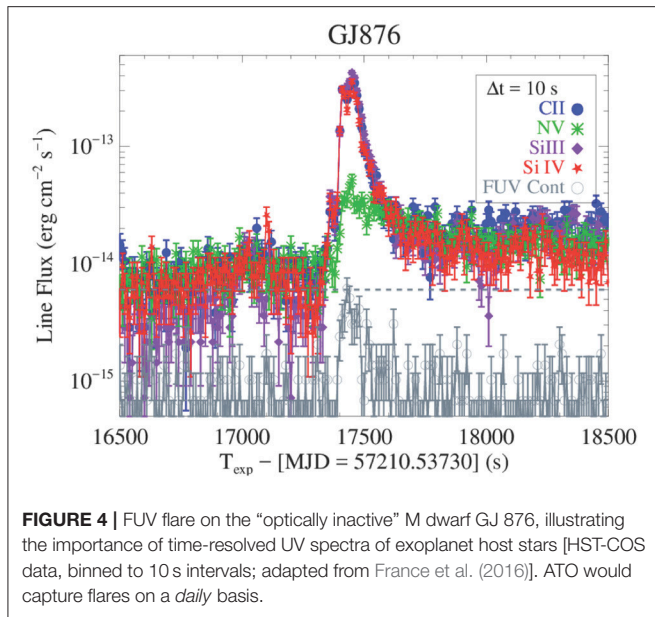 GJ876
Δt = 10 s
CII
NV
SiIII
Si IV
FUV Cont
Line Flux (erg cm⁻² s⁻¹)
10⁻¹³
10⁻¹⁴
10⁻¹⁵
16500 17000 17500 18000 18500
T_exp − [MJD = 57210.53730] (s)
FIGURE 4 | FUV flare on the “optically inactive” M dwarf GJ 876, illustrating
the importance of time-resolved UV spectra of exoplanet host stars [HST-COS
data, binned to 10 s intervals; adapted from France et al. (2016)]. ATO would
capture flares on a daily basis.